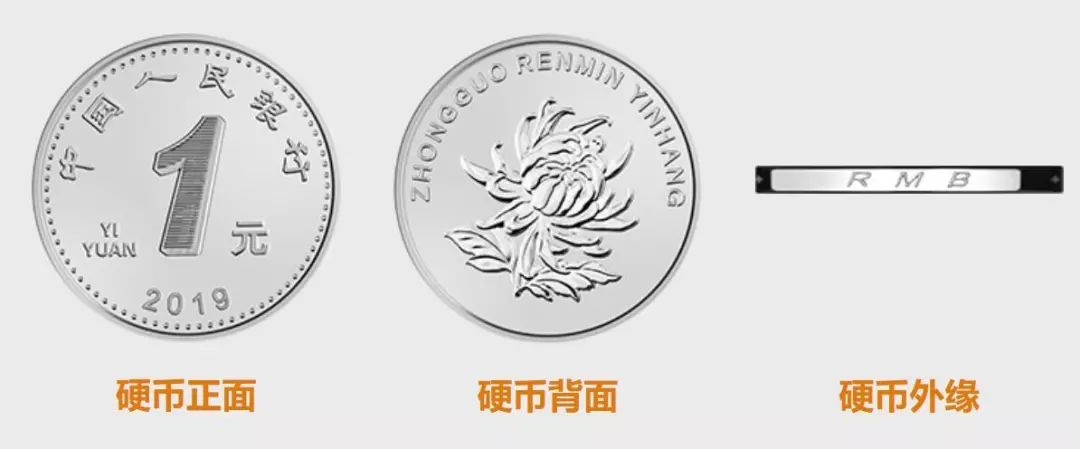 中国人民银行
1
YI
YUAN
元
2019
ZHONGGUO RENMIN YINHANG
RMB
硬币正面
硬币背面
硬币外缘